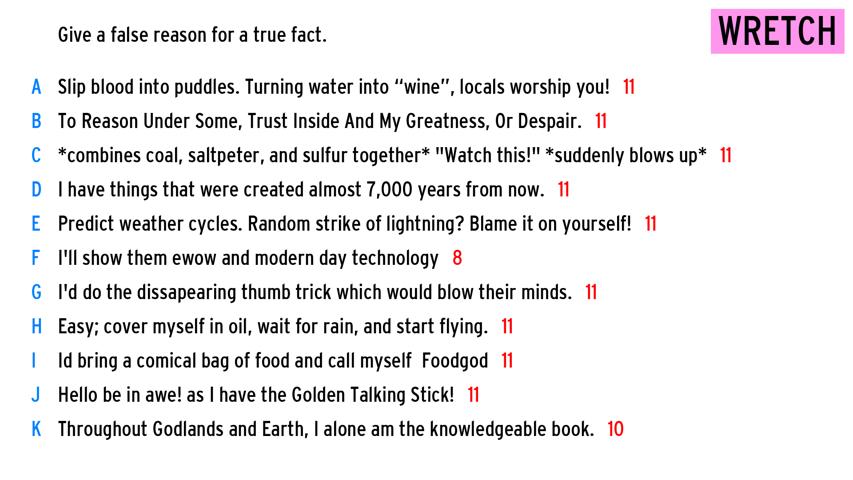 Give a false reason for a true fact.
WRETCH
A Slip blood into puddles. Turning water into “wine”, locals worship you! 11
B To Reason Under Some, Trust Inside And My Greatness, Or Despair. 11
C *combines coal, saltpeter, and sulfur together* "Watch this!" *suddenly blows up* 11
D I have things that were created almost 7,000 years from now. 11
E Predict weather cycles. Random strike of lightning? Blame it on yourself! 11
F I'll show them ewow and modern day technology 8
G I'd do the dissapearing thumb trick which would blow their minds. 11
H Easy; cover myself in oil, wait for rain, and start flying. 11
I Id bring a comical bag of food and call myself  Foodgod 11
J Hello be in awe! as I have the Golden Talking Stick! 11
K Throughout Godlands and Earth, I alone am the knowledgeable book. 10